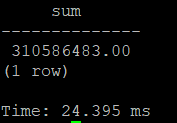 sum
--------------
310586483.00
(1 row)
Time: 24.395 ms